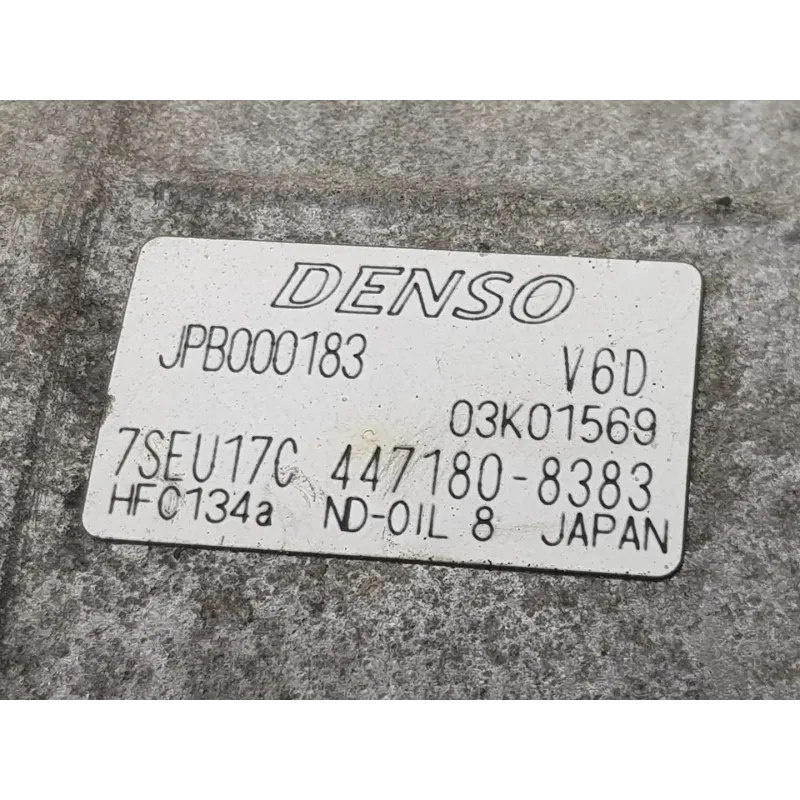 DENSO
JPB000183 V6D
03K01569
7SEU17C 447180-8383
HFC134a ND-OIL 8 JAPAN